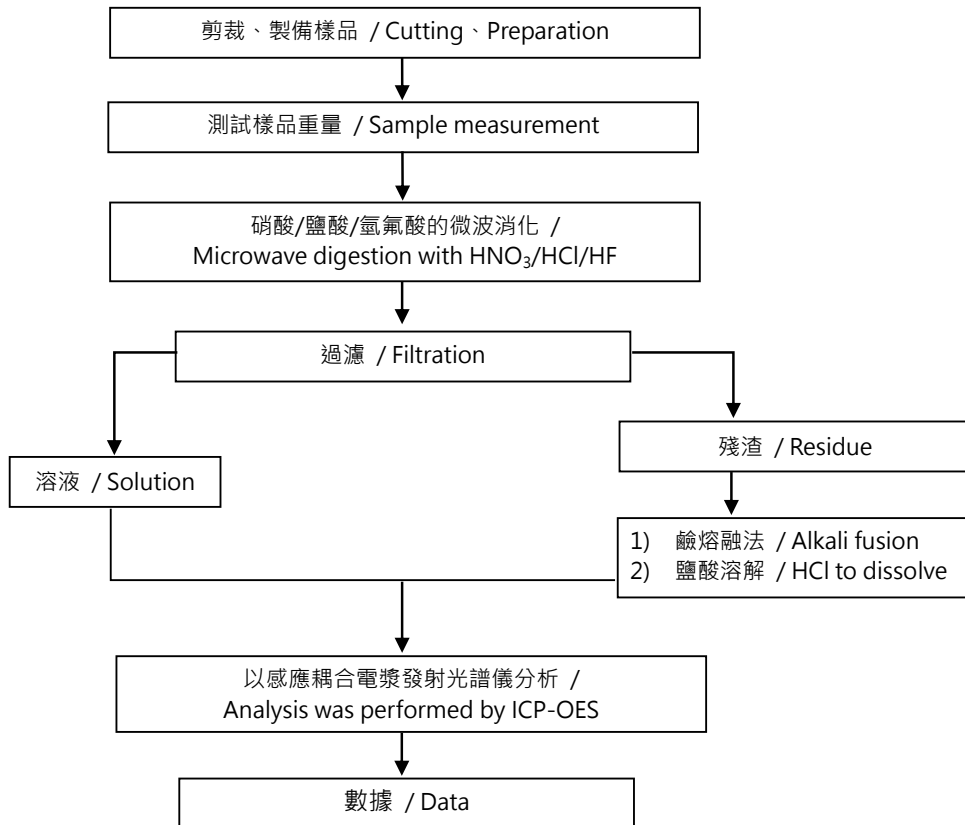 剪裁、製備樣品 / Cutting、Preparation
測試樣品重量 / Sample measurement
硝酸/鹽酸/氫氟酸的微波消化 /
Microwave digestion with HNO₃/HCl/HF
過濾 / Filtration
溶液 / Solution
殘渣 / Residue
1) 鹼熔融法 / Alkali fusion
2) 鹽酸溶解 / HCl to dissolve
以感應耦合電漿發射光譜儀分析 /
Analysis was performed by ICP-OES
數據 / Data